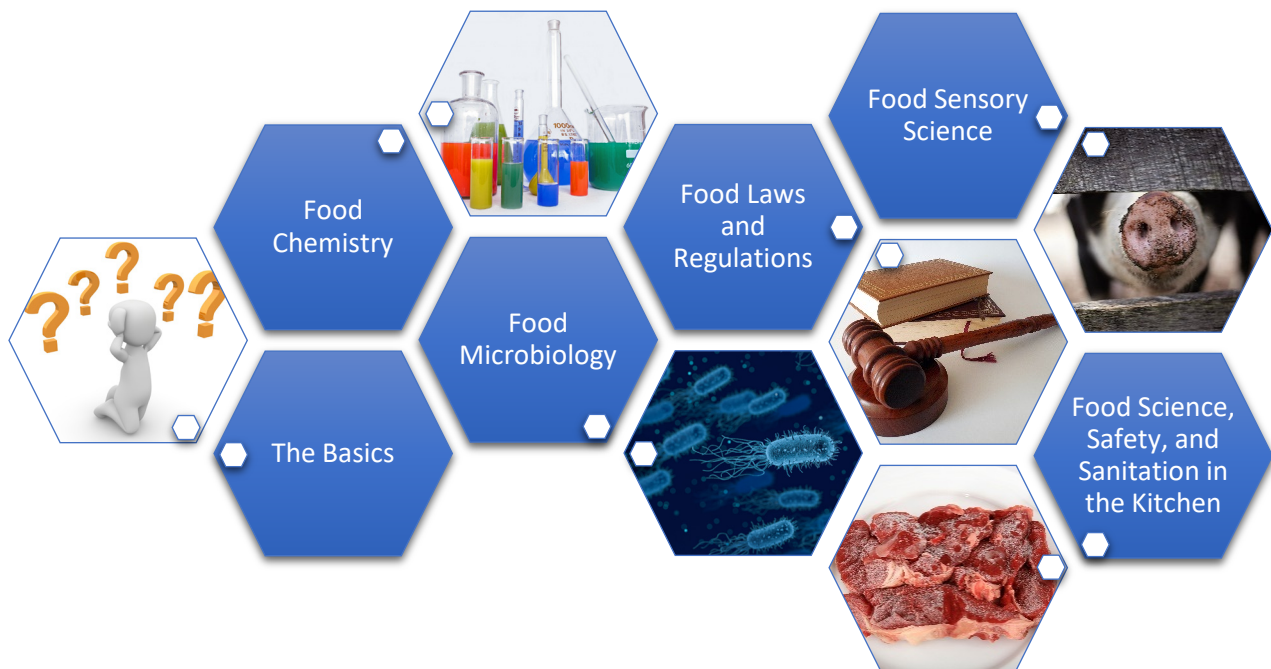 Food Sensory
Science
Food
Chemistry
Food Laws
and
Regulations
Food
Microbiology
The Basics
Food Science,
Safety, and
Sanitation in
the Kitchen